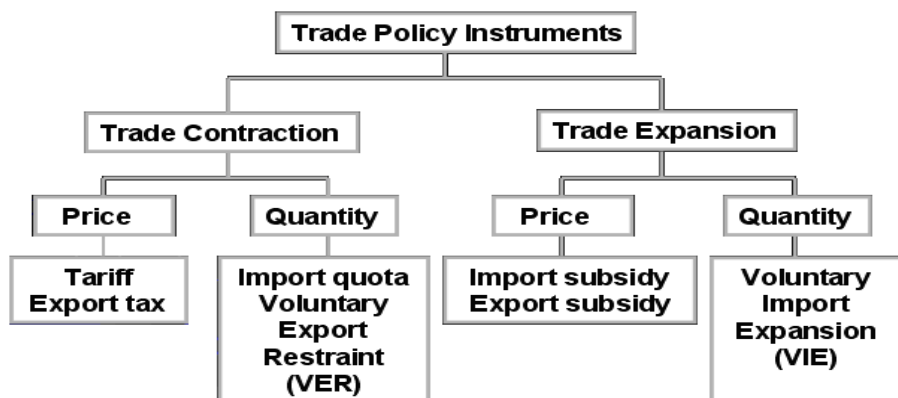 Trade Policy Instruments
Trade Contraction
Trade Expansion
Price
Quantity
Price
Quantity
Tariff
Export tax
Import quota
Voluntary
Export
Restraint
(VER)
Import subsidy
Export subsidy
Voluntary
Import
Expansion
(VIE)